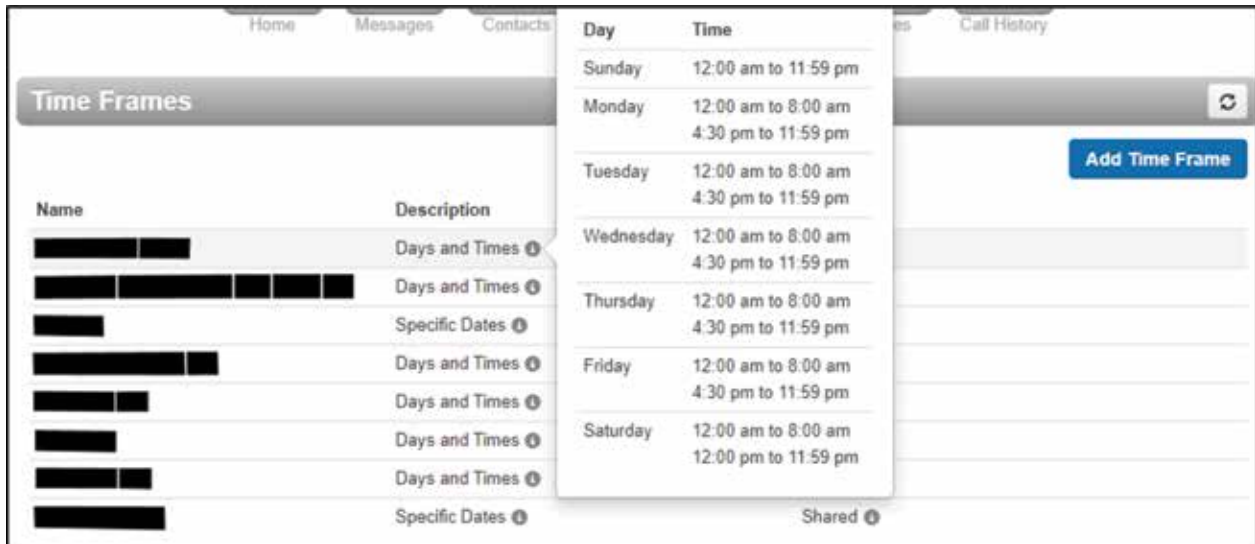 Home Messages Contacts es Call History
Time Frames
Add Time Frame
Name Description
Days and Times
Days and Times
Specific Dates
Days and Times
Days and Times
Days and Times
Days and Times
Specific Dates Shared
Day Time
Sunday 12:00 am to 11:59 pm
Monday 12:00 am to 8:00 am
4:30 pm to 11:59 pm
Tuesday 12:00 am to 8:00 am
4:30 pm to 11:59 pm
Wednesday 12:00 am to 8:00 am
4:30 pm to 11:59 pm
Thursday 12:00 am to 8:00 am
4:30 pm to 11:59 pm
Friday 12:00 am to 8:00 am
4:30 pm to 11:59 pm
Saturday 12:00 am to 8:00 am
12:00 pm to 11:59 pm